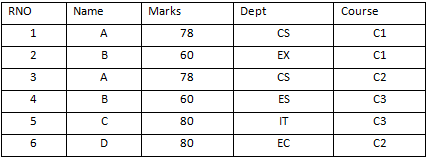 RNO Name Marks Dept Course
1 A 78 CS C1
2 B 60 EX C1
3 A 78 CS C2
4 B 60 ES C3
5 C 80 IT C3
6 D 80 EC C2